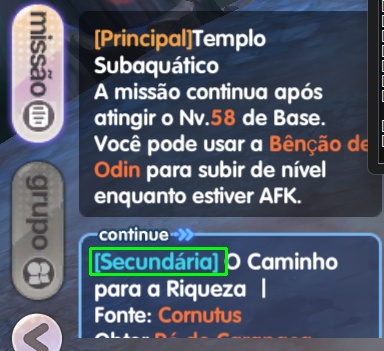 missão
[Principal]Templo
Subaquático
A missão continua após
atingir o Nv.58 de Base.
Você pode usar a Bênção de
Odin para subir de nível
enquanto estiver AFK.
grupo
continue
[Secundária] O Caminho
para a Riqueza |
Fonte: Cornutus